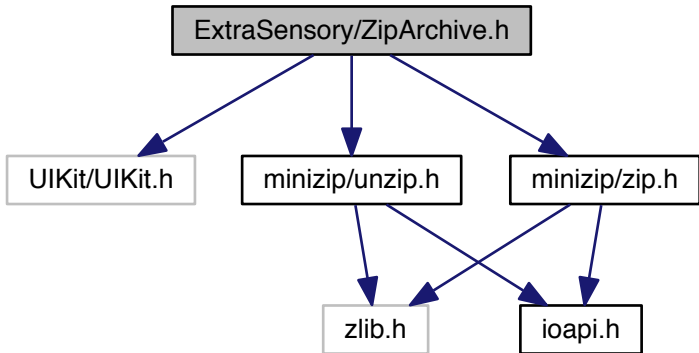 ExtraSensory/ZipArchive.h
UIKit/UIKit.h
minizip/unzip.h
minizip/zip.h
zlib.h
ioapi.h